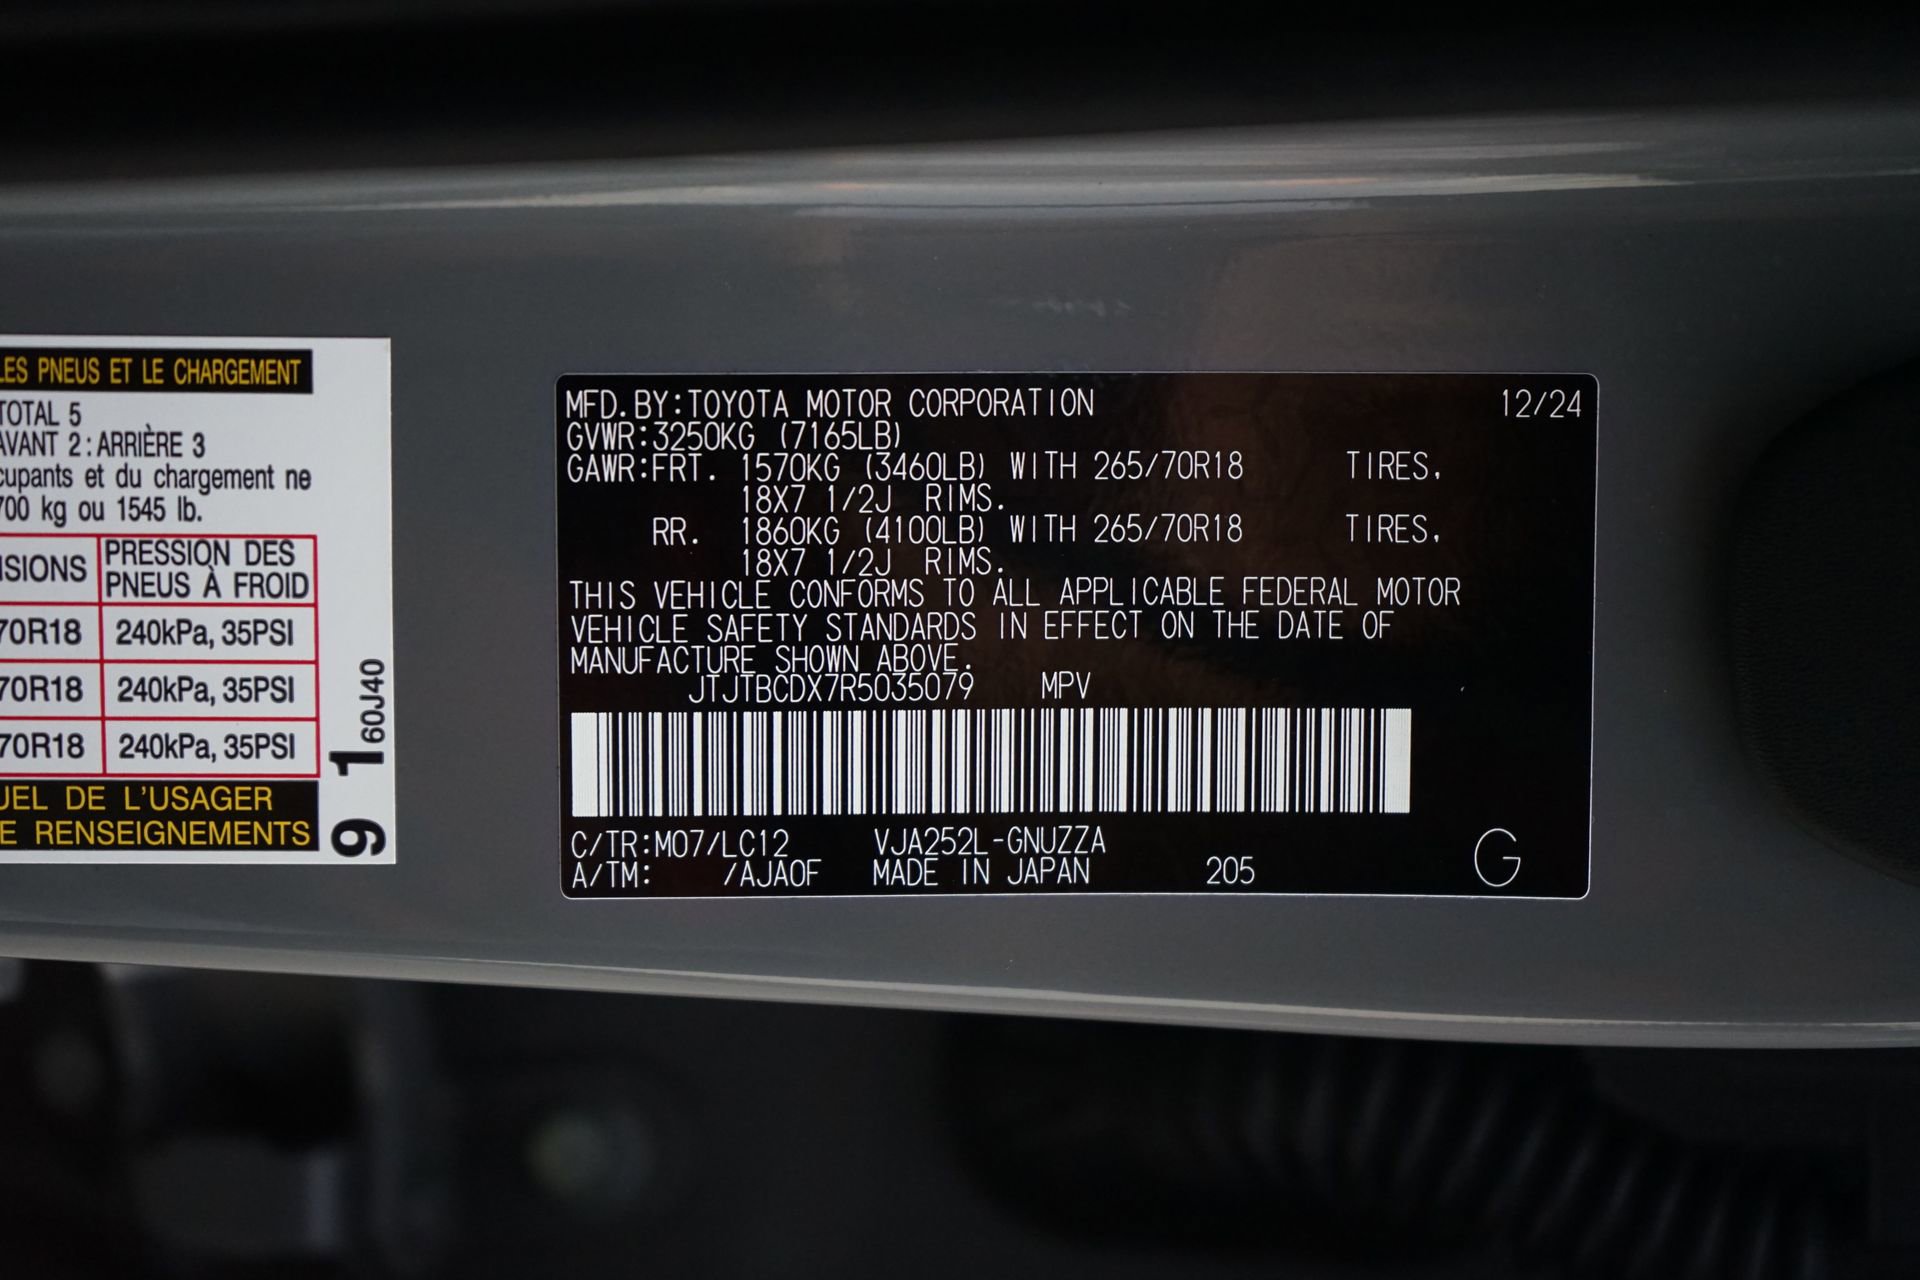 LES PNEUS ET LE CHARGEMENT
TOTAL 5
AVANT 2 : ARRIÈRE 3
cupants et du chargement ne
700 kg ou 1545 lb.
ISIONS PRESSION DES
PNEUS À FROID
70R18 240kPa, 35PSI
70R18 240kPa, 35PSI
70R18 240kPa, 35PSI
UEL DE L'USAGER
E RENSEIGNEMENTS
9 1 60J40
MFD.BY:TOYOTA MOTOR CORPORATION 12/24
GVWR:3250KG (7165LB)
GAWR:FRT. 1570KG (3460LB) WITH 265/70R18 TIRES,
18X7 1/2J RIMS.
RR. 1860KG (4100LB) WITH 265/70R18 TIRES,
18X7 1/2J RIMS.
THIS VEHICLE CONFORMS TO ALL APPLICABLE FEDERAL MOTOR
VEHICLE SAFETY STANDARDS IN EFFECT ON THE DATE OF
MANUFACTURE SHOWN ABOVE.
JTJTBCDX7R5035079 MPV
C/TR:M07/LC12 VJA252L-GNUZZA
A/TM: /AJA0F MADE IN JAPAN 205 G